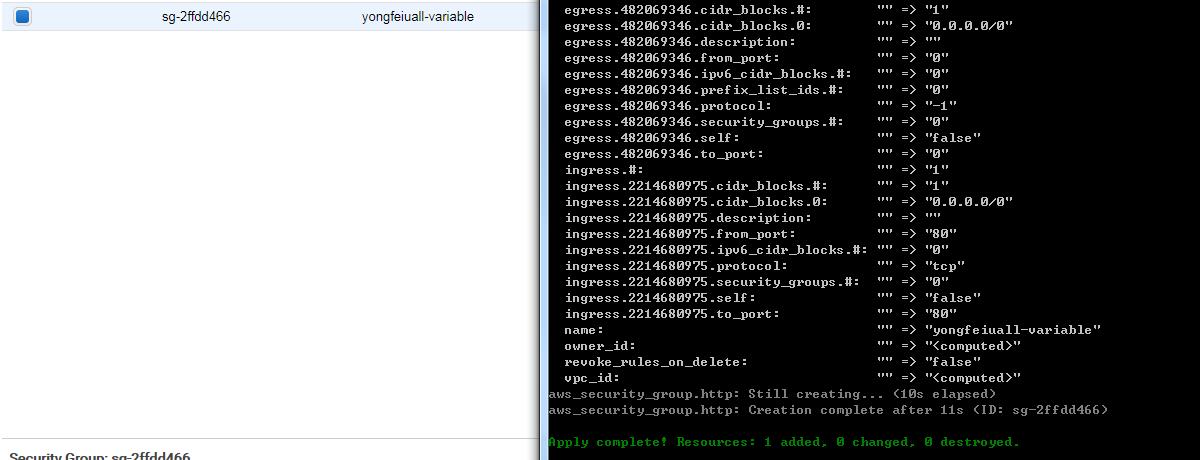 sg-2ffdd466 yongfeiuall-variable
egress.482069346.cidr_blocks.#: "" => "1"
egress.482069346.cidr_blocks.0: "" => "0.0.0.0/0"
egress.482069346.description: "" => ""
egress.482069346.from_port: "" => "0"
egress.482069346.ipv6_cidr_blocks.#: "" => "0"
egress.482069346.prefix_list_ids.#: "" => "0"
egress.482069346.protocol: "" => "-1"
egress.482069346.security_groups.#: "" => "0"
egress.482069346.self: "" => "false"
egress.482069346.to_port: "" => "0"
ingress.#: "" => "1"
ingress.2214680975.cidr_blocks.#: "" => "1"
ingress.2214680975.cidr_blocks.0: "" => "0.0.0.0/0"
ingress.2214680975.description: "" => ""
ingress.2214680975.from_port: "" => "80"
ingress.2214680975.ipv6_cidr_blocks.#: "" => "0"
ingress.2214680975.protocol: "" => "tcp"
ingress.2214680975.security_groups.#: "" => "0"
ingress.2214680975.self: "" => "false"
ingress.2214680975.to_port: "" => "80"
name: "" => "yongfeiuall-variable"
owner_id: "" => "<computed>"
revoke_rules_on_delete: "" => "false"
vpc_id: "" => "<computed>"
aws_security_group.http: Still creating... (10s elapsed)
aws_security_group.http: Creation complete after 11s (ID: sg-2ffdd466)
Apply complete! Resources: 1 added, 0 changed, 0 destroyed.
Security Group: sg-2ffdd466